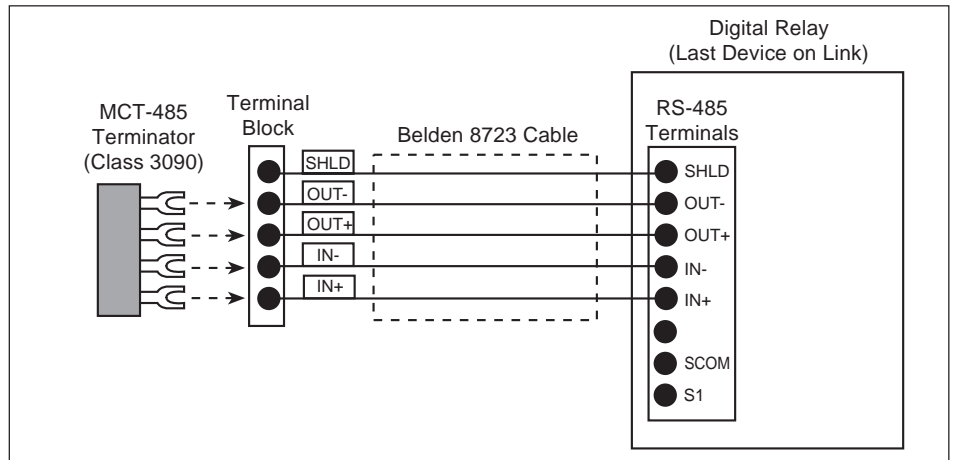 Digital Relay
(Last Device on Link)
MCT-485
Terminator
(Class 3090)
Terminal
Block
Belden 8723 Cable
RS-485
Terminals
SHLD
OUT-
OUT+
IN-
IN+
SHLD
OUT-
OUT+
IN-
IN+
SCOM
S1